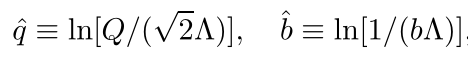 q̂ ≡ ln[Q/(√2Λ)], b̂ ≡ ln[1/(bΛ)],